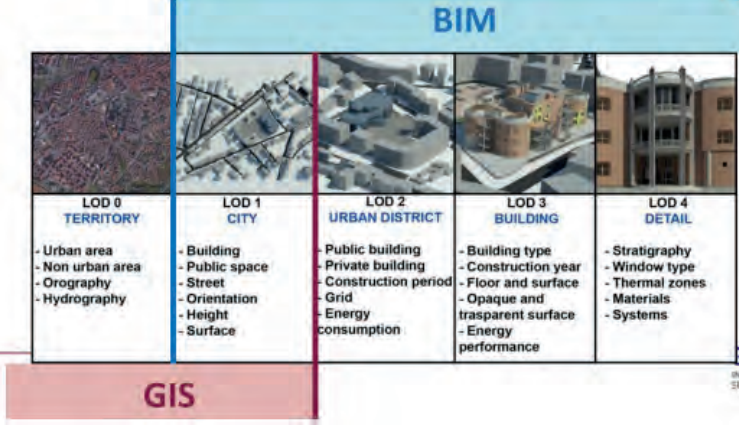 BIM
LOD 0
TERRITORY
- Urban area
- Non urban area
- Orography
- Hydrography
LOD 1
CITY
- Building
- Public space
- Street
- Orientation
- Height
- Surface
LOD 2
URBAN DISTRICT
- Public building
- Private building
- Construction period
- Grid
- Energy
consumption
LOD 3
BUILDING
- Building type
- Construction year
- Floor and surface
- Opaque and
trasparent surface
- Energy
performance
LOD 4
DETAIL
- Stratigraphy
- Window type
- Thermal zones
- Materials
- Systems
GIS